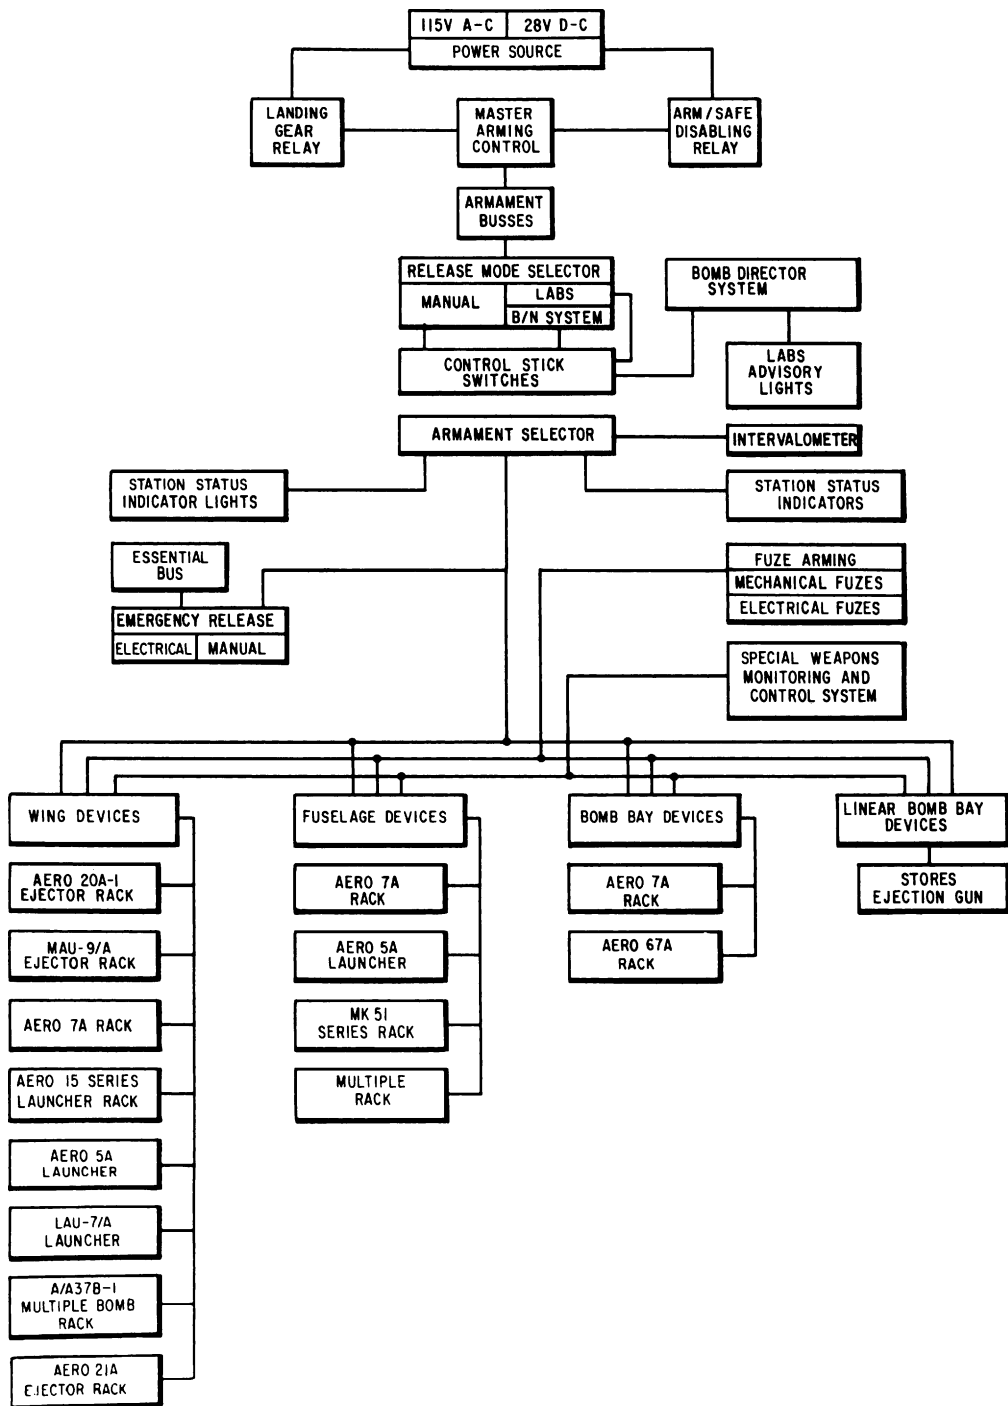 115V A-C 28V D-C
POWER SOURCE
LANDING
GEAR
RELAY
MASTER
ARMING
CONTROL
ARM/SAFE
DISABLING
RELAY
ARMAMENT
BUSSES
RELEASE MODE SELECTOR
MANUAL
LABS
B/N SYSTEM
BOMB DIRECTOR
SYSTEM
CONTROL STICK
SWITCHES
LABS
ADVISORY
LIGHTS
ARMAMENT SELECTOR
INTERVALOMETER
STATION STATUS
INDICATOR LIGHTS
STATION STATUS
INDICATORS
ESSENTIAL
BUS
EMERGENCY RELEASE
ELECTRICAL MANUAL
FUZE ARMING
MECHANICAL FUZES
ELECTRICAL FUZES
SPECIAL WEAPONS
MONITORING AND
CONTROL SYSTEM
WING DEVICES
AERO 20A-1
EJECTOR RACK
MAU-9/A
EJECTOR RACK
AERO 7A RACK
AERO 15 SERIES
LAUNCHER RACK
AERO 5A
LAUNCHER
LAU-7/A
LAUNCHER
A/A37B-1
MULTIPLE BOMB
RACK
AERO 21A
EJECTOR RACK
FUSELAGE DEVICES
AERO 7A
RACK
AERO 5A
LAUNCHER
MK 51
SERIES RACK
MULTIPLE
RACK
BOMB BAY DEVICES
AERO 7A
RACK
AERO 67A
RACK
LINEAR BOMB BAY
DEVICES
STORES
EJECTION GUN